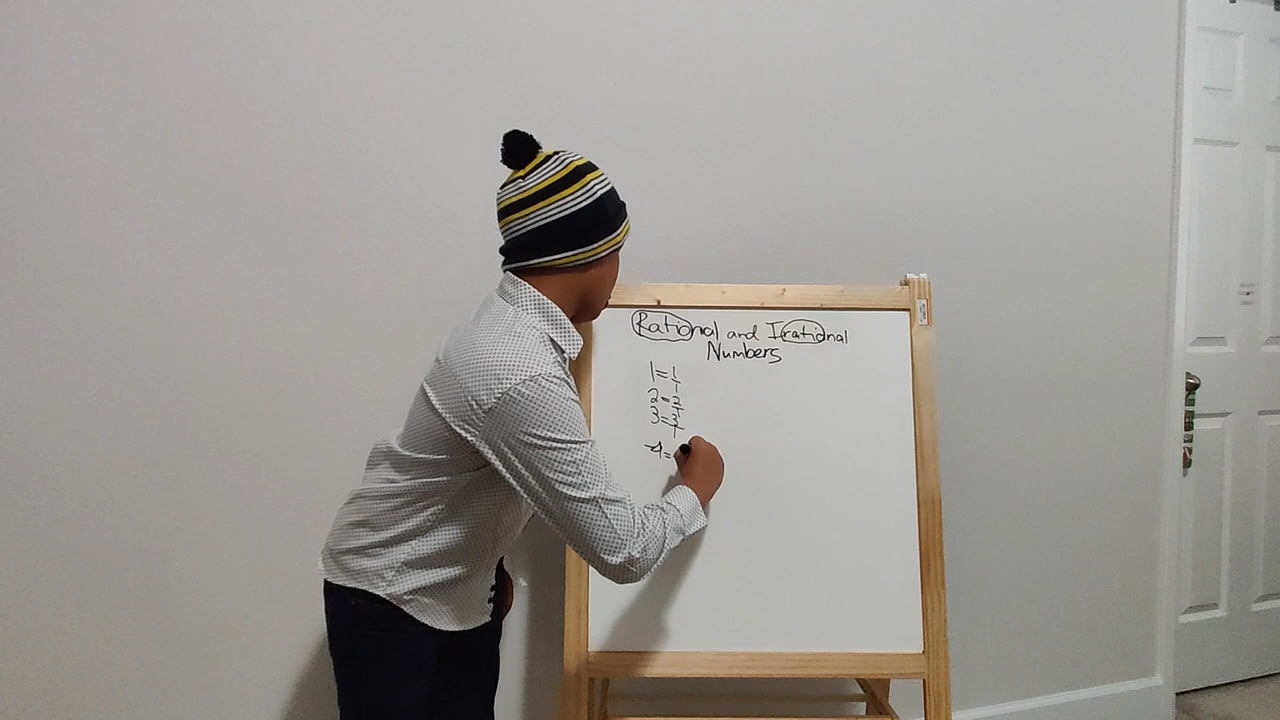 Rational and Irrational
Numbers
1=1/1
2=2/1
3=3/1
-4=